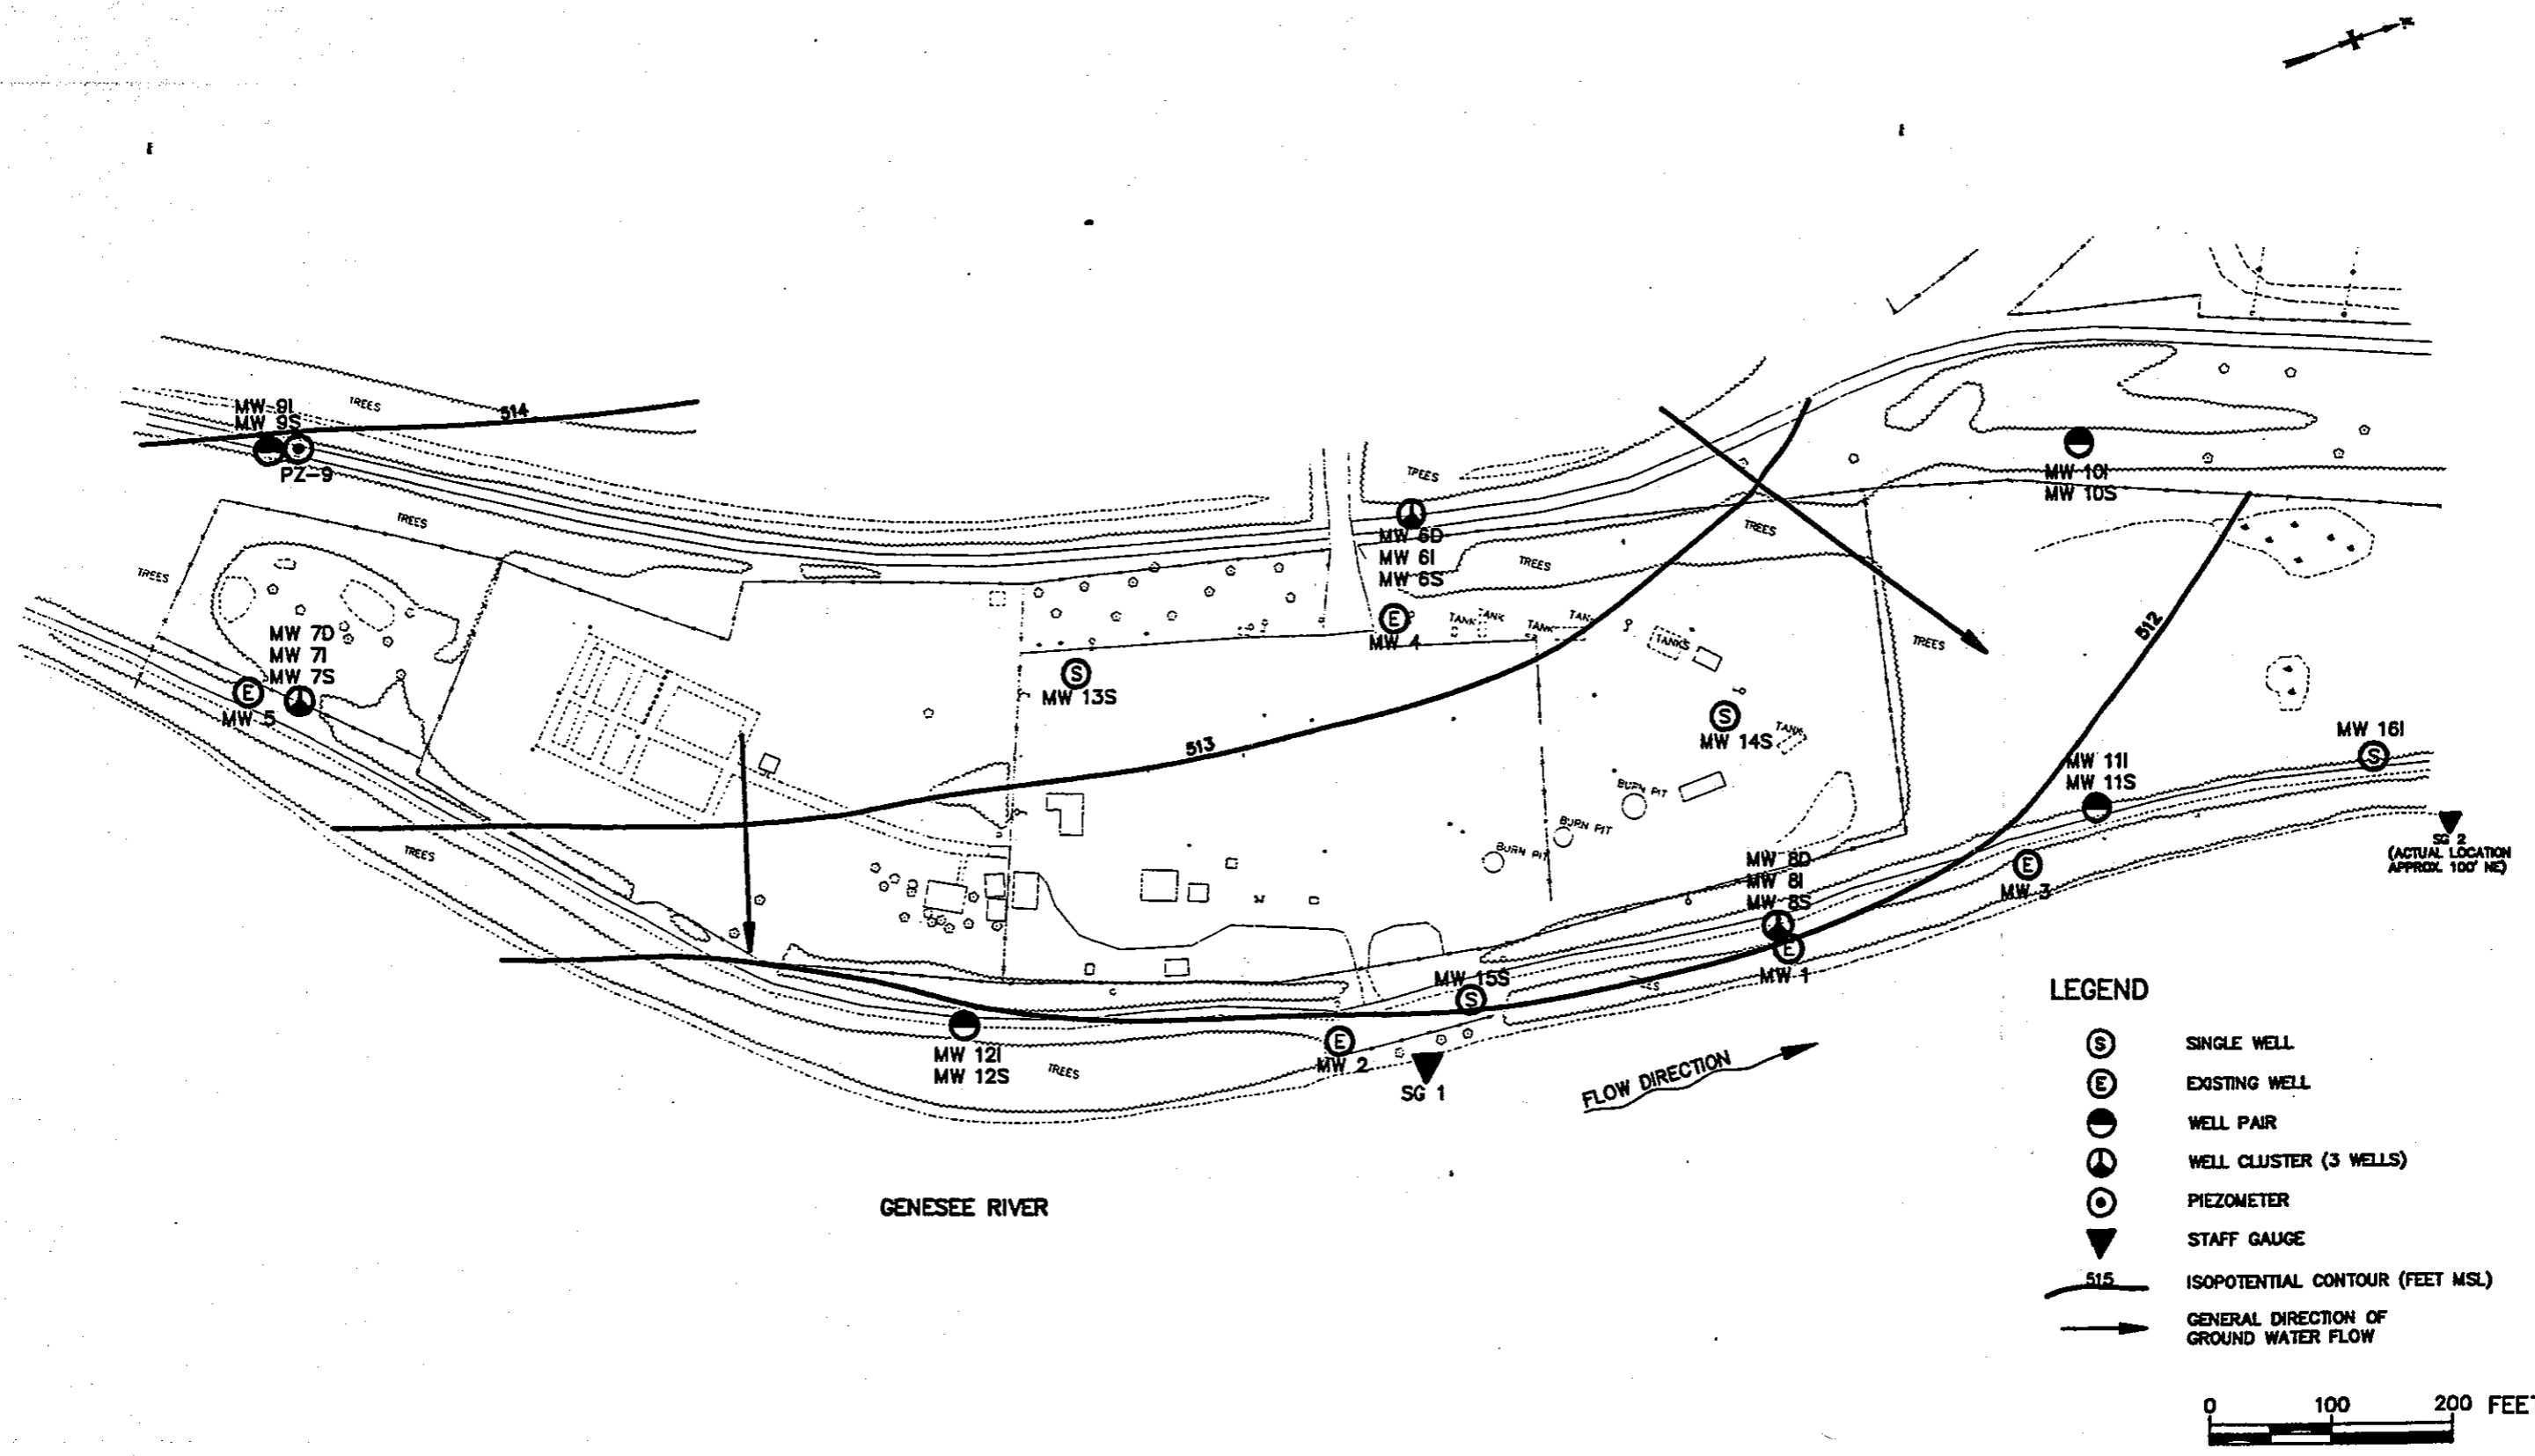 514
TREES
MW 9I
MW 9S
PZ-9
TREES
TREES
TREES
MW 10I
MW 10S
MW 6D
MW 6I
MW 6S
TREES
TREES
TREES
TREES
512
TANK
TANK
TANK
TANKS
MW 4
MW 7D
MW 7I
MW 7S
MW 5
MW 13S
MW 14S
TANK
513
MW 16I
MW 11I
MW 11S
BURN PIT
BURN PIT
BURN PIT
SG 2
(ACTUAL LOCATION
APPROX. 100' NE)
TREES
MW 8D
MW 8I
MW 8S
MW 3
MW 1
MW 15S
MW 12I
MW 12S
TREES
MW 2
SG 1
FLOW DIRECTION
GENESEE RIVER
LEGEND
S SINGLE WELL
E EXISTING WELL
WELL PAIR
WELL CLUSTER (3 WELLS)
PIEZOMETER
STAFF GAUGE
515 ISOPOTENTIAL CONTOUR (FEET MSL)
GENERAL DIRECTION OF
GROUND WATER FLOW
0 100 200 FEET